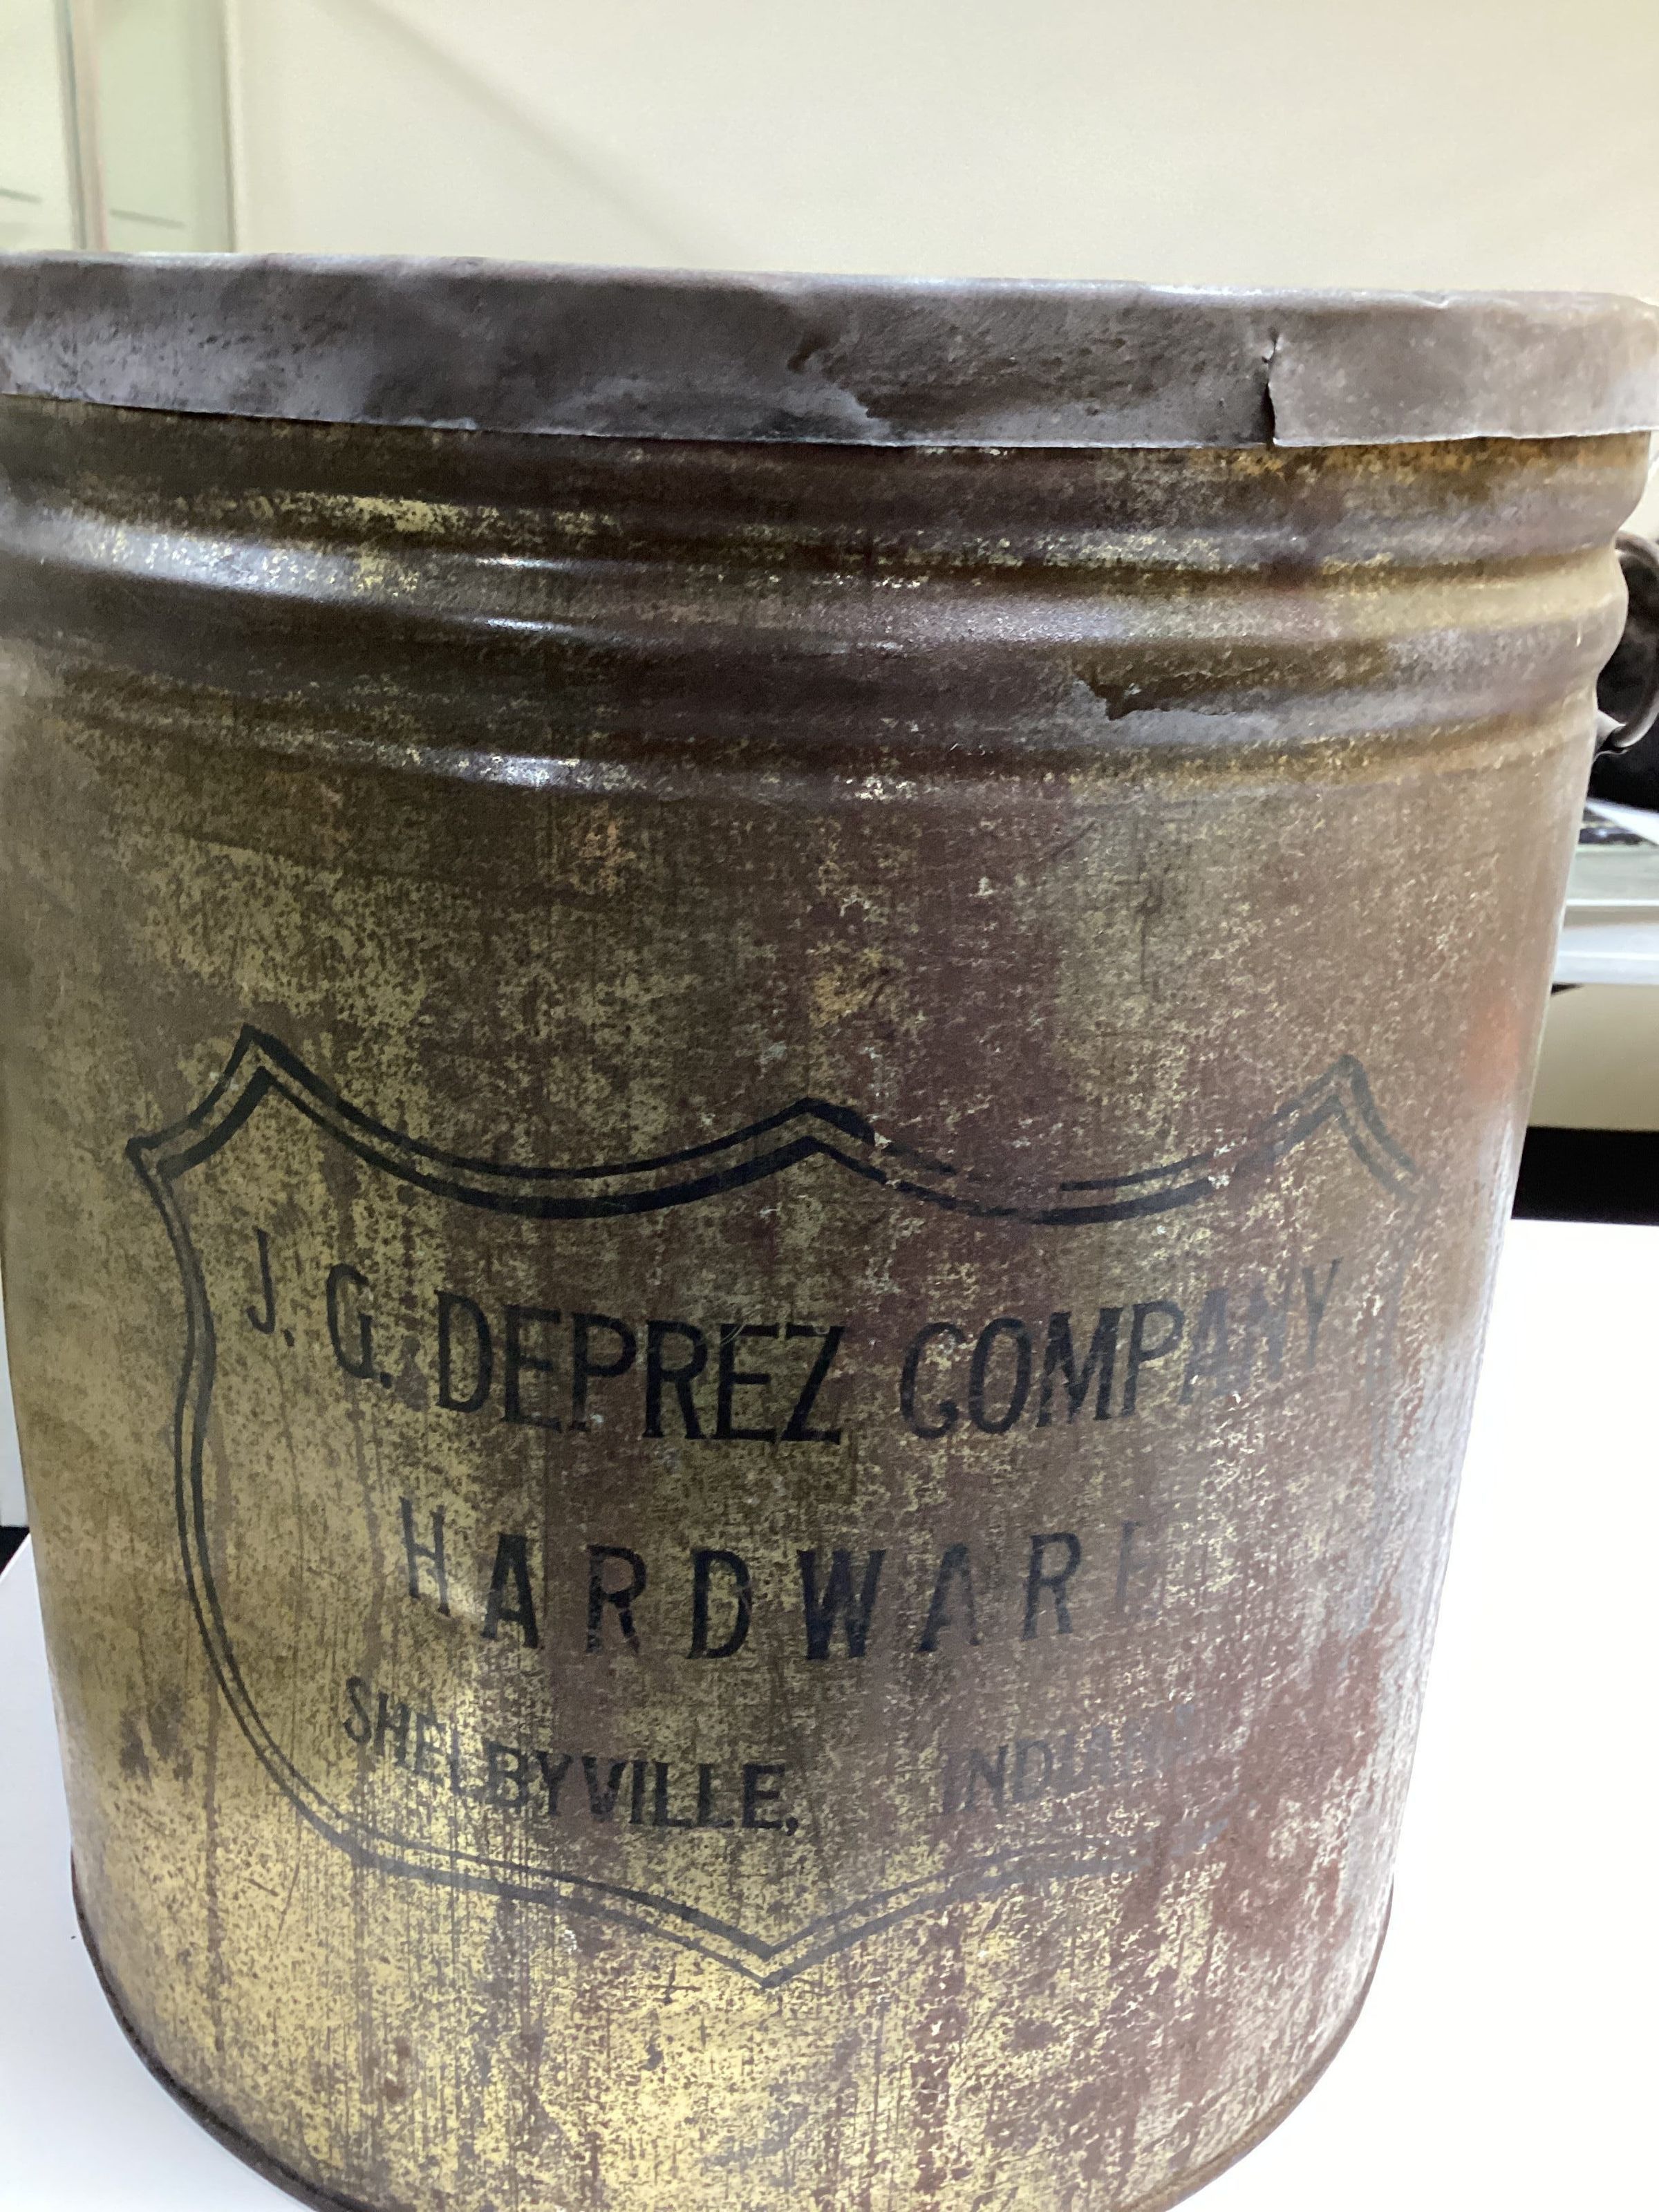 J. G. DEPREZ COMPANY
HARDWARE
SHELBYVILLE, INDIANA